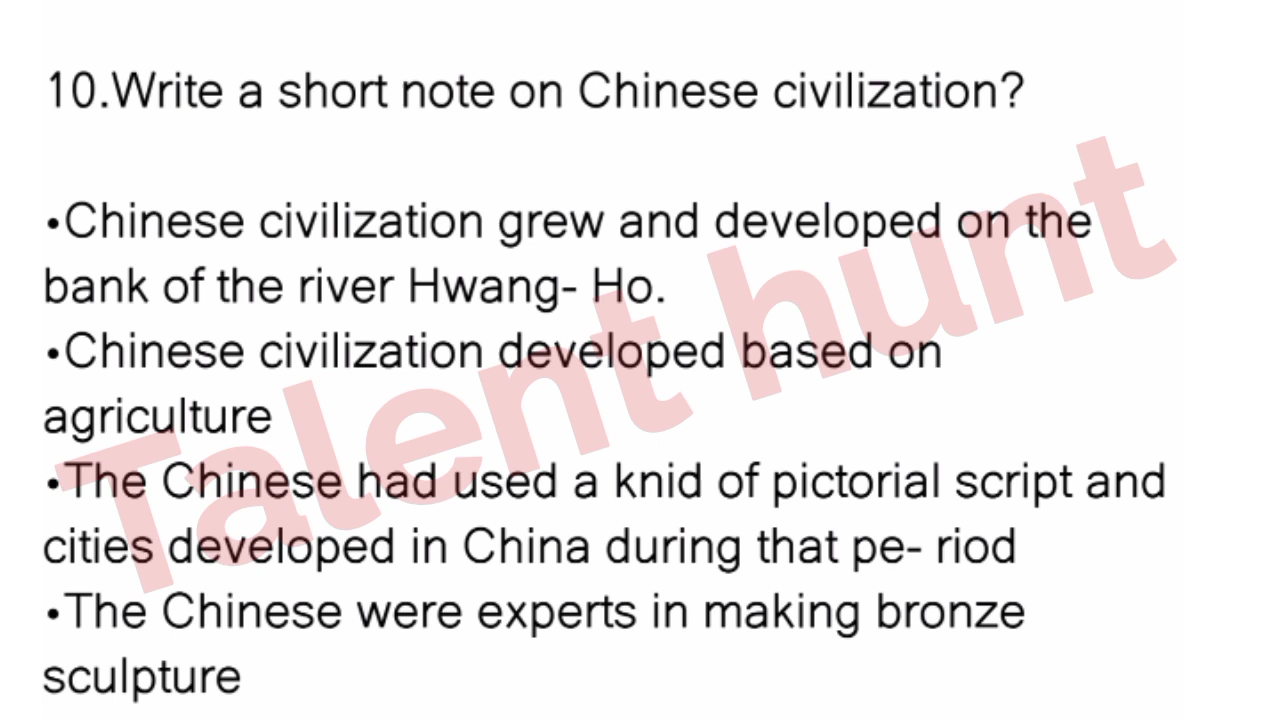 10.Write a short note on Chinese civilization?
•Chinese civilization grew and developed on the
bank of the river Hwang- Ho.
•Chinese civilization developed based on
agriculture
•The Chinese had used a knid of pictorial script and
cities developed in China during that pe- riod
•The Chinese were experts in making bronze
sculpture
Talent hunt